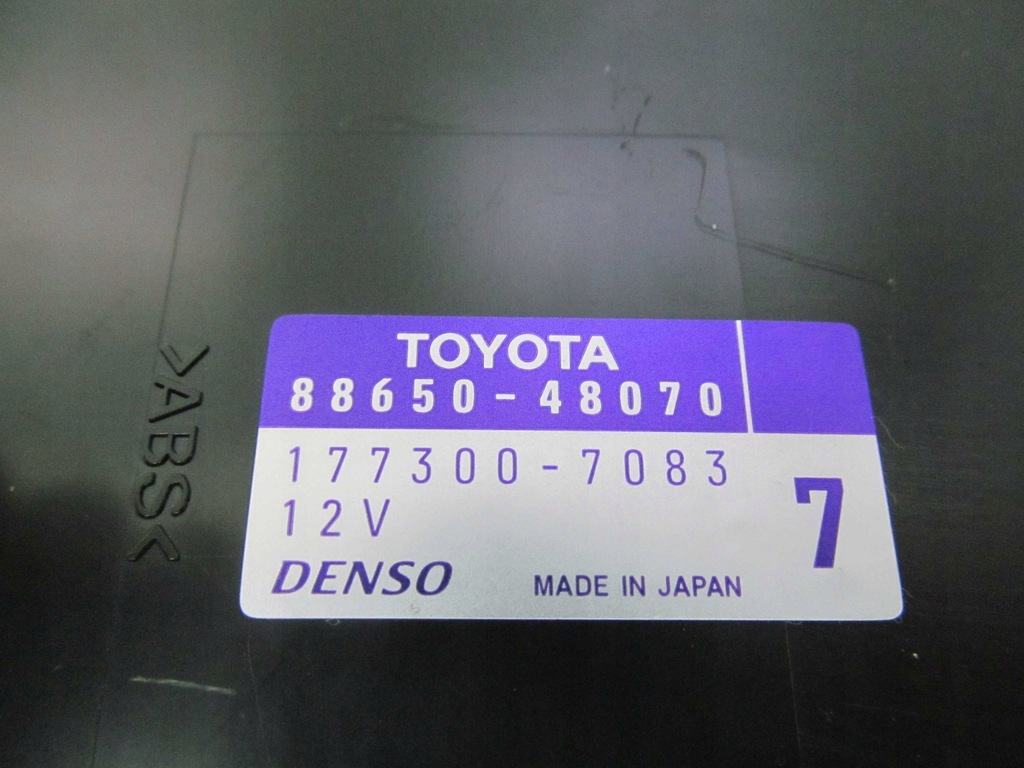 TOYOTA
88650-48070
177300-7083
12V
7
DENSO
MADE IN JAPAN
>ABS<